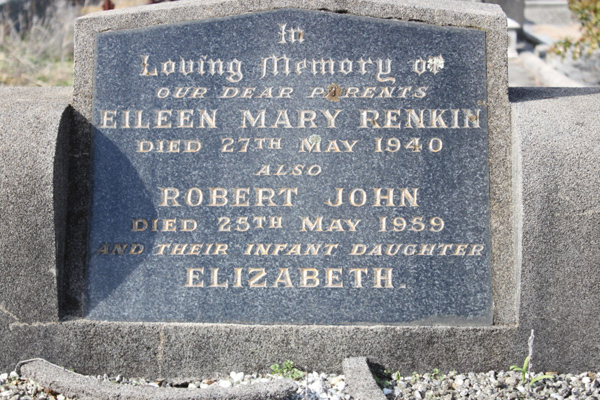 In
Loving Memory of
OUR DEAR PARENTS
EILEEN MARY RENKIN
DIED 27TH MAY 1940
ALSO
ROBERT JOHN
DIED 25TH MAY 1959
AND THEIR INFANT DAUGHTER
ELIZABETH.